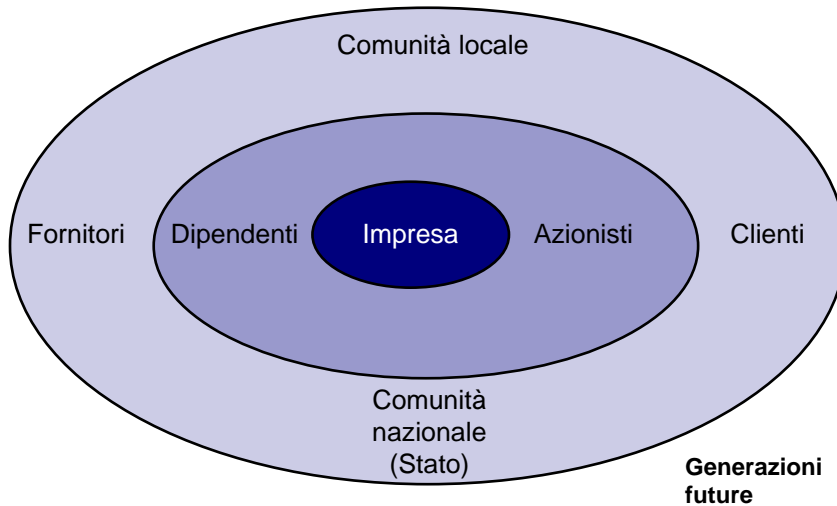 Comunità locale
Fornitori Dipendenti Impresa Azionisti Clienti
Comunità
nazionale
(Stato)
Generazioni
future